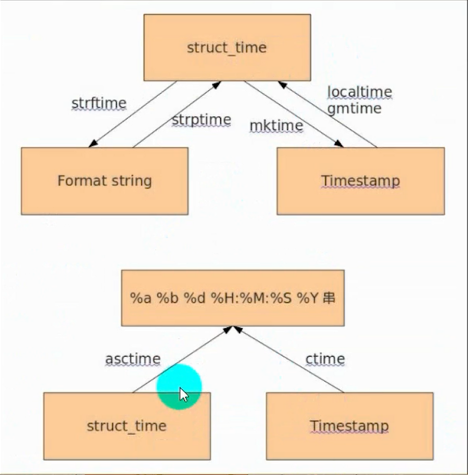 struct_time
strftime
strptime
mktime
localtime
gmtime
Format string
Timestamp
%a %b %d %H:%M:%S %Y 串
asctime
ctime
struct_time
Timestamp